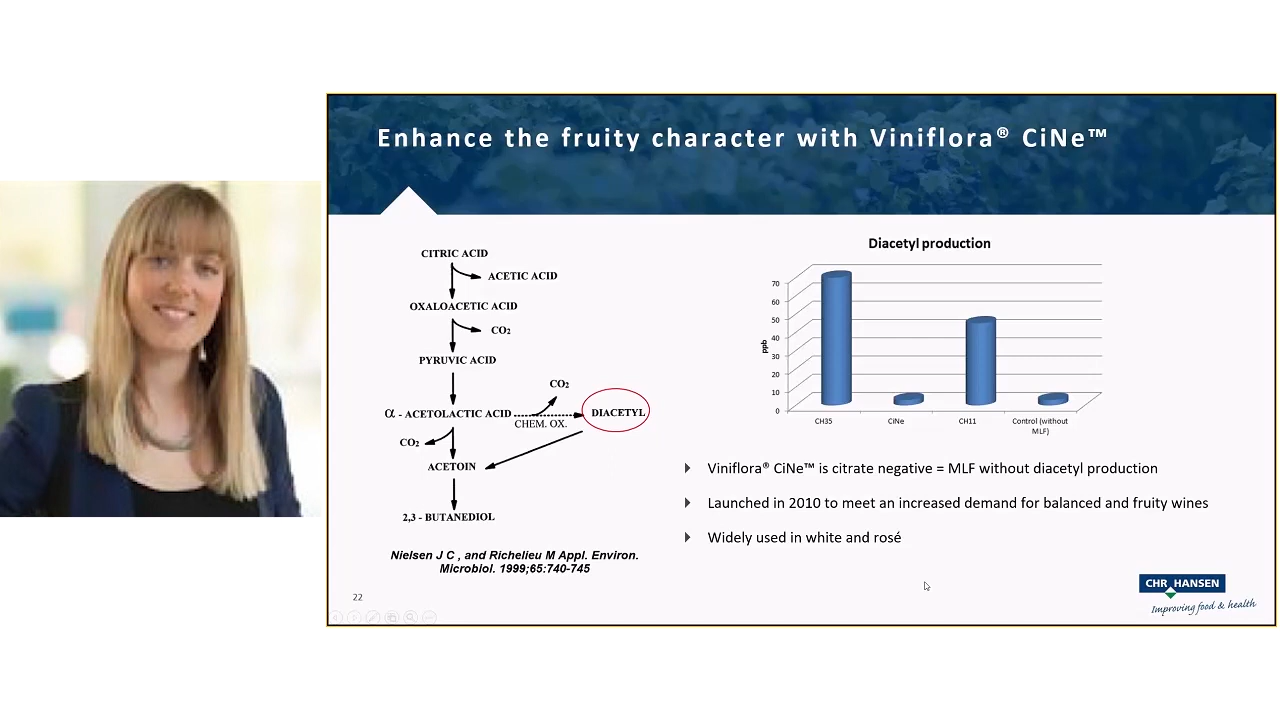 Enhance the fruity character with Viniflora® CiNe™
CITRIC ACID
ACETIC ACID
OXALOACETIC ACID
CO2
PYRUVIC ACID
CO2
α - ACETOLACTIC ACID
CHEM. OX.
DIACETYL
CO2
ACETOIN
2,3 - BUTANEDIOL
Nielsen J C , and Richelieu M Appl. Environ.
Microbiol. 1999;65:740-745
22
Diacetyl production
ppb
70
60
50
40
30
20
10
0
CH35
CiNe
CH11
Control (without
MLF)
Viniflora® CiNe™ is citrate negative = MLF without diacetyl production
Launched in 2010 to meet an increased demand for balanced and fruity wines
Widely used in white and rosé
CHR HANSEN
Improving food & health